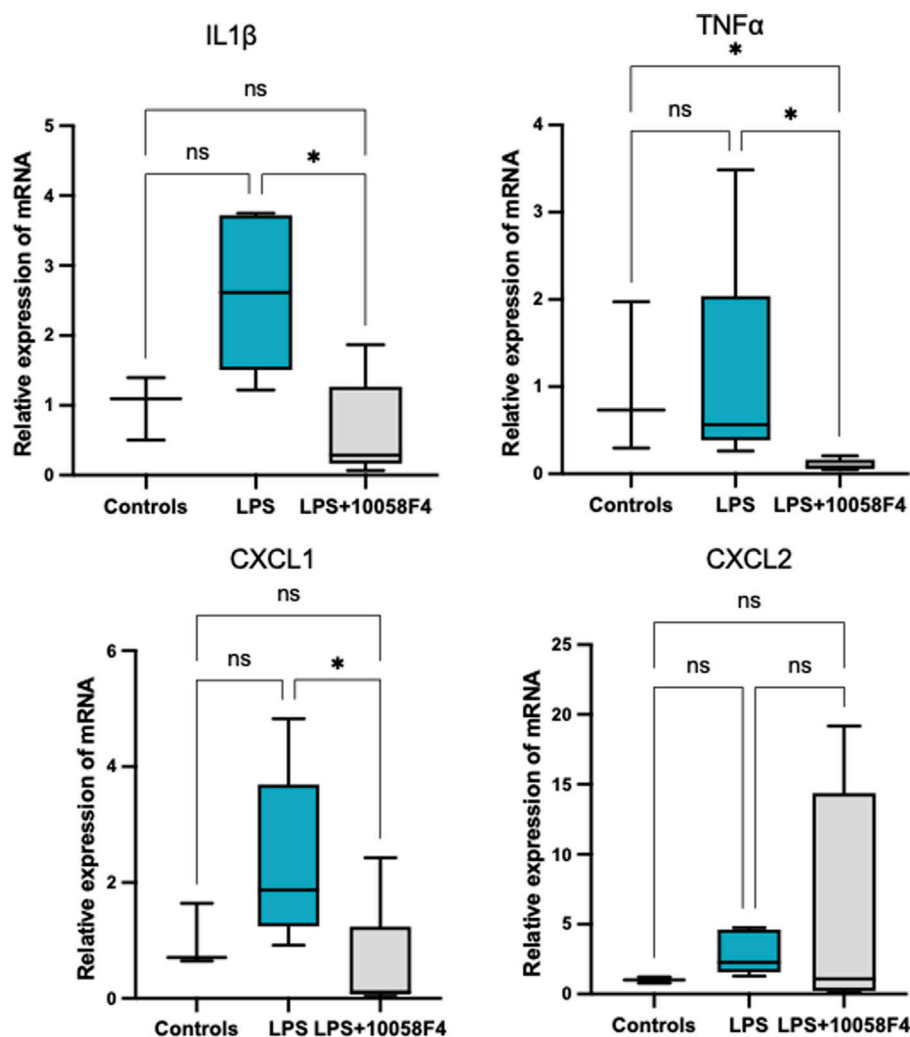 IL1β
ns
ns
*
Relative expression of mRNA
5
4
3
2
1
0
Controls LPS LPS+10058F4
TNFα
*
ns
*
Relative expression of mRNA
4
3
2
1
0
Controls LPS LPS+10058F4
CXCL1
ns
ns
*
Relative expression of mRNA
6
4
2
0
Controls LPS LPS+10058F4
CXCL2
ns
ns
ns
Relative expression of mRNA
25
20
15
10
5
0
Controls LPS LPS+10058F4